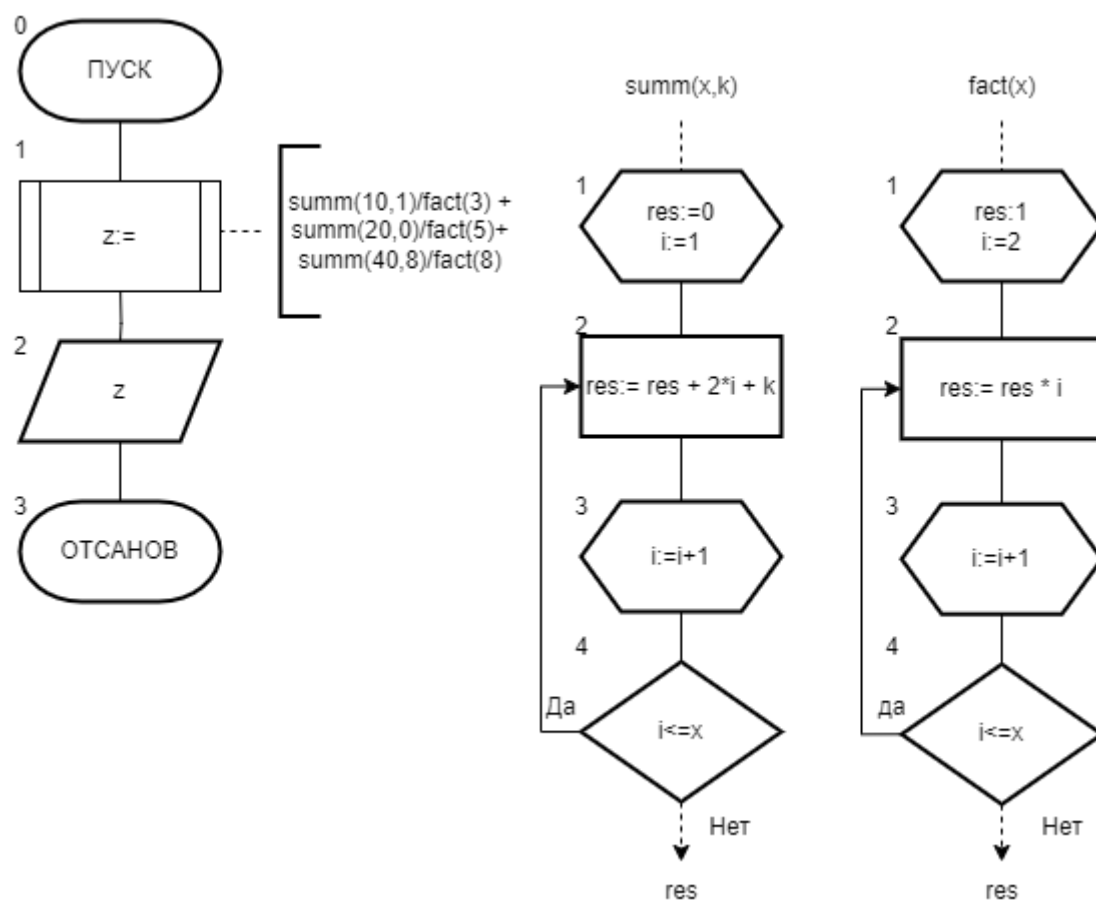 0
ПУСК
1
z:=
summ(10,1)/fact(3) +
summ(20,0)/fact(5)+
summ(40,8)/fact(8)
2
z
3
ОТСАНОВ
summ(x,k)
1
res:=0
i:=1
2
res:= res + 2*i + k
3
i:=i+1
4
Да
i<=x
Нет
res
fact(x)
1
res:1
i:=2
2
res:= res * i
3
i:=i+1
4
да
i<=x
Нет
res